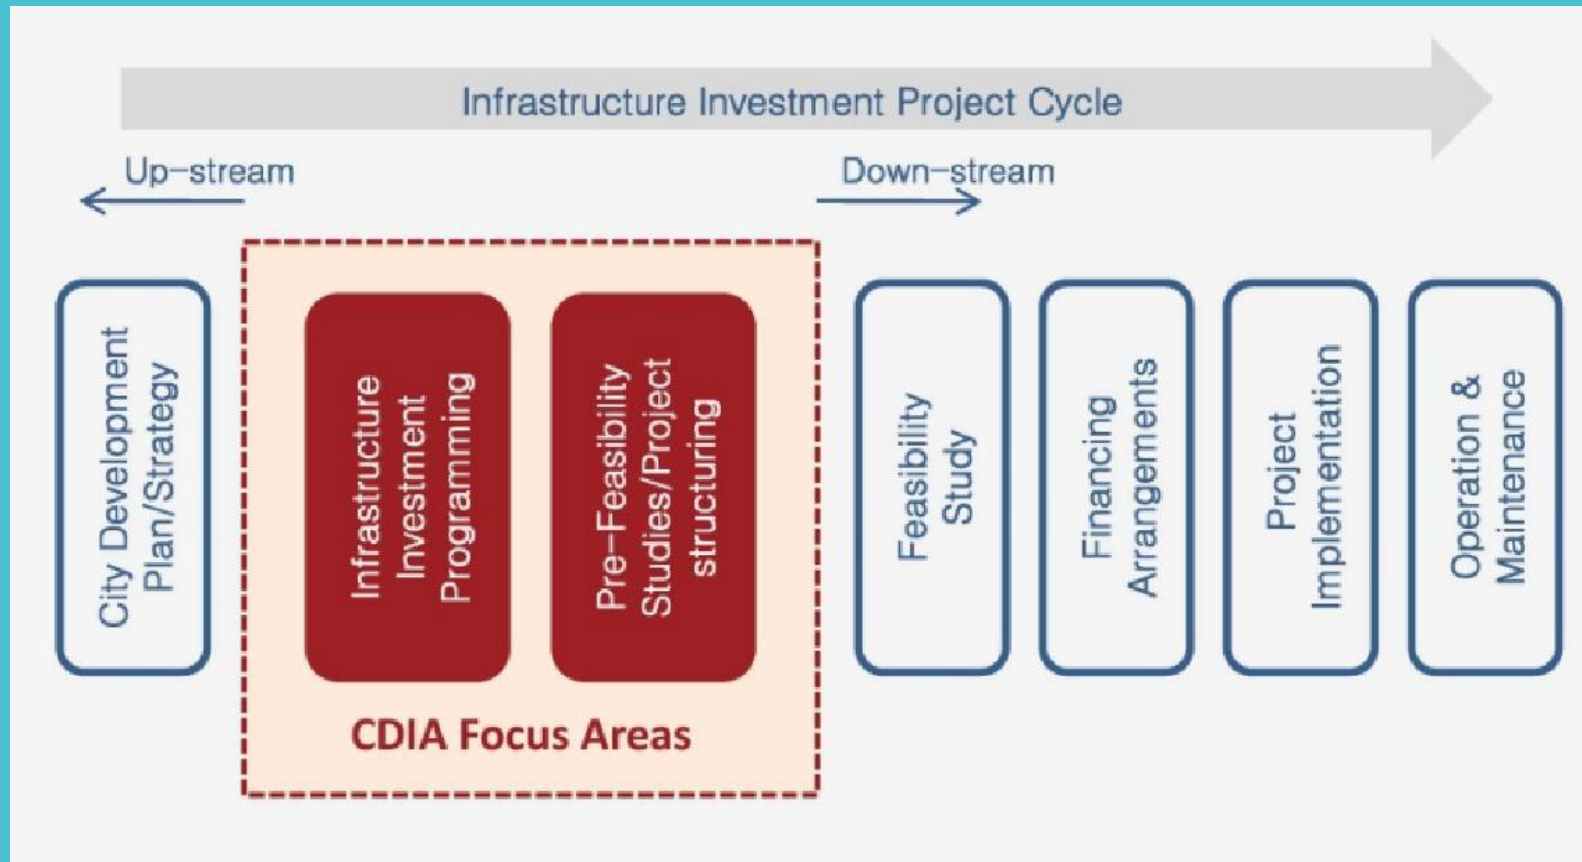 Infrastructure Investment Project Cycle
Up-stream
Down-stream
City Development
Plan/Strategy
Infrastructure
Investment
Programming
Pre-Feasibility
Studies/Project
structuring
CDIA Focus Areas
Feasibility
Study
Financing
Arrangements
Project
Implementation
Operation &
Maintenance